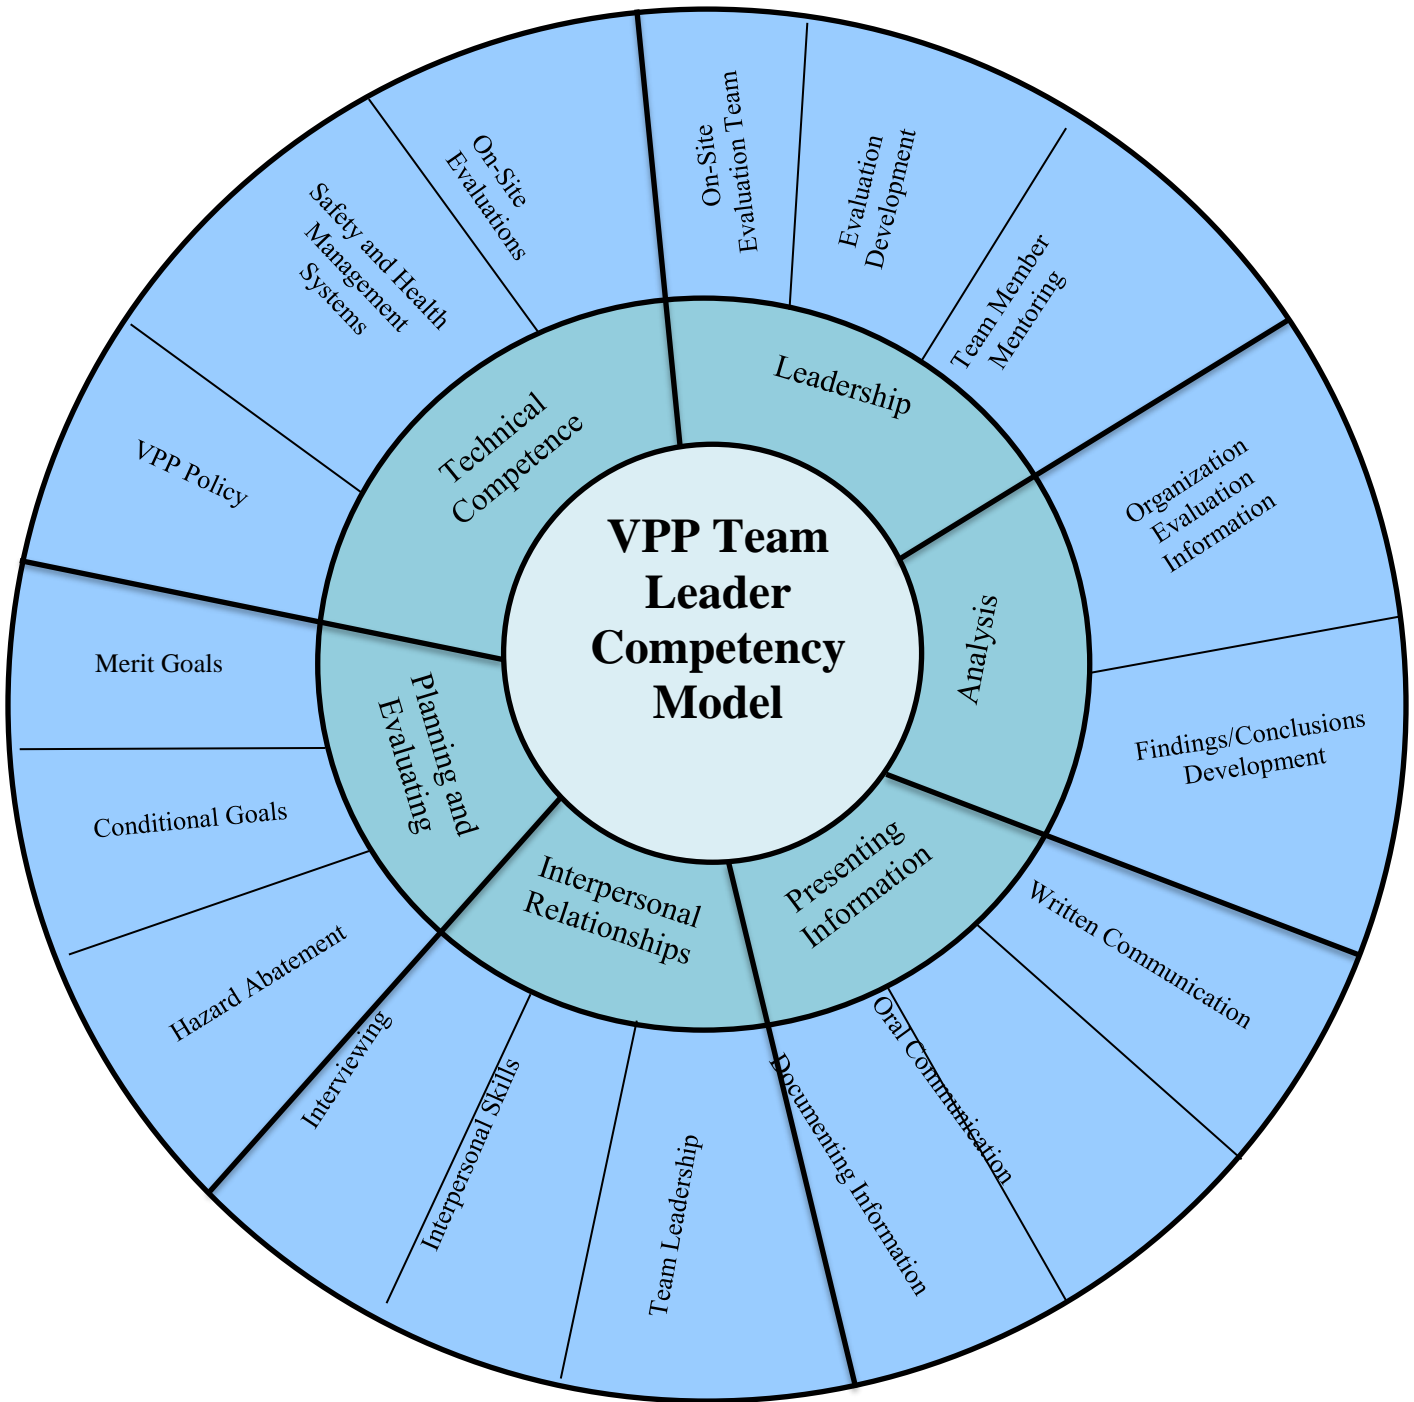 VPP Team
Leader
Competency
Model
Leadership
Analysis
Presenting
Information
Interpersonal
Relationships
Planning and
Evaluating
Technical
Competence
On-Site
Evaluation Team
Evaluation
Development
Team Member
Mentoring
Organization
Evaluation
Information
Findings/Conclusions
Development
Written Communication
Oral Communication
Documenting Information
Team Leadership
Interpersonal Skills
Interviewing
Hazard Abatement
Conditional Goals
Merit Goals
VPP Policy
Safety and Health
Management
Systems
On-Site
Evaluations